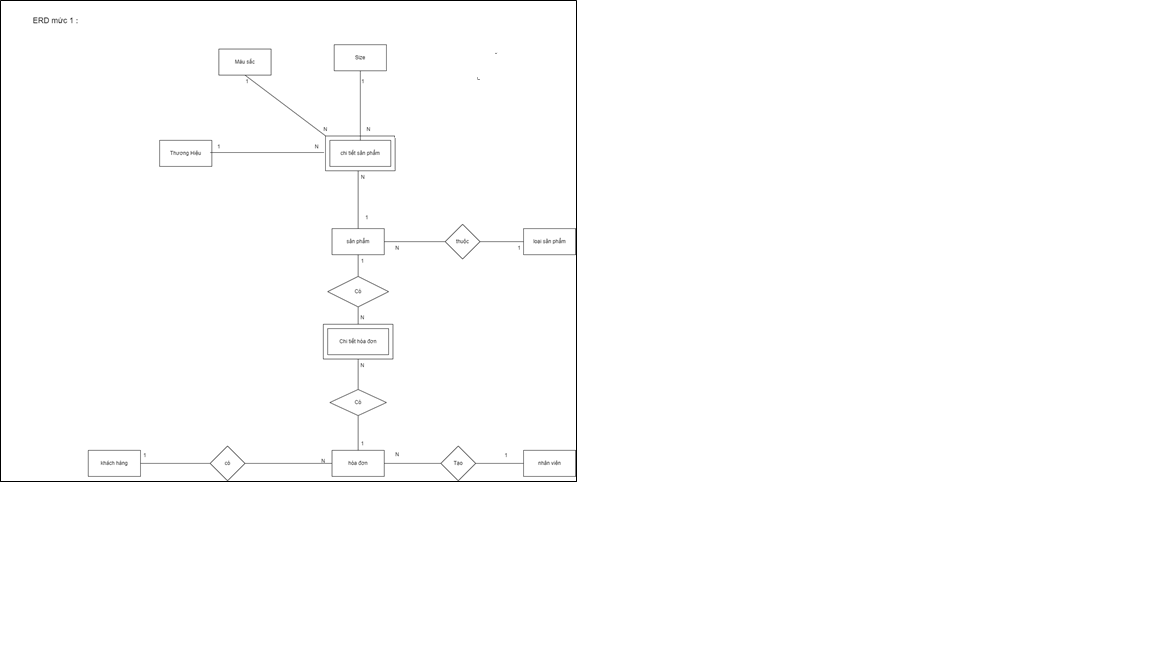 ERD mức 1 :
Màu sắc
Size
1
1
N
N
Thương Hiệu
1
N
chi tiết sản phẩm
N
1
sản phẩm
N
thuộc
1
loại sản phẩm
1
Có
N
Chi tiết hóa đơn
N
Có
1
khách hàng
1
có
N
hóa đơn
N
Tạo
1
nhân viên